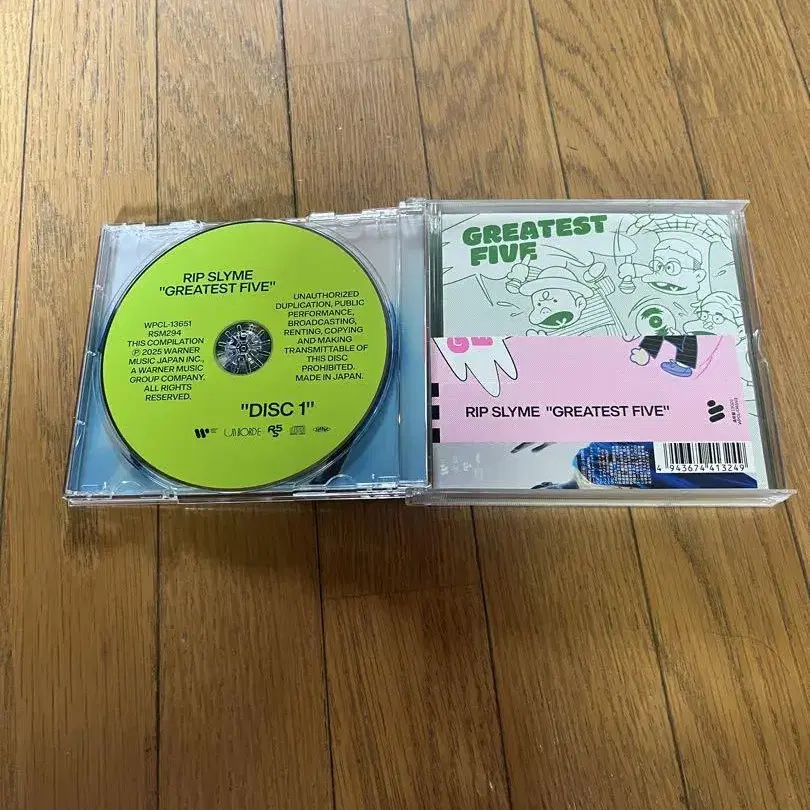 RIP SLYME
"GREATEST FIVE"
WPCL-13651
RSM294
THIS COMPILATION
Ⓟ 2025 WARNER
MUSIC JAPAN INC.,
A WARNER MUSIC
GROUP COMPANY.
ALL RIGHTS
RESERVED.
UNAUTHORIZED
DUPLICATION, PUBLIC
PERFORMANCE,
BROADCASTING,
RENTING, COPYING
AND MAKING
TRANSMITTABLE OF
THIS DISC
PROHIBITED.
MADE IN JAPAN.
"DISC 1"
UNBORDE
GREATEST
FIVE
RIP SLYME "GREATEST FIVE"
4 943674 413249